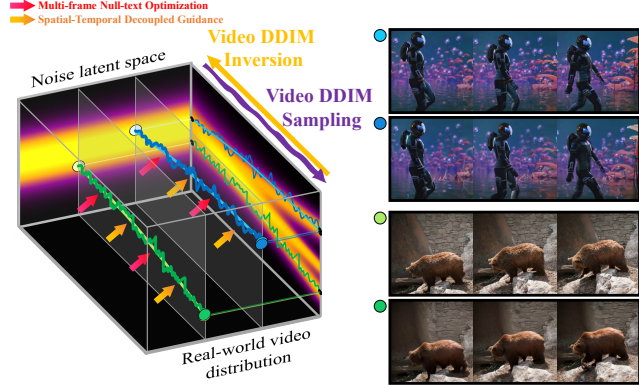 Multi-frame Null-text Optimization
Spatial-Temporal Decoupled Guidance
Noise latent space
Video DDIM
Inversion
Video DDIM
Sampling
Real-world video
distribution